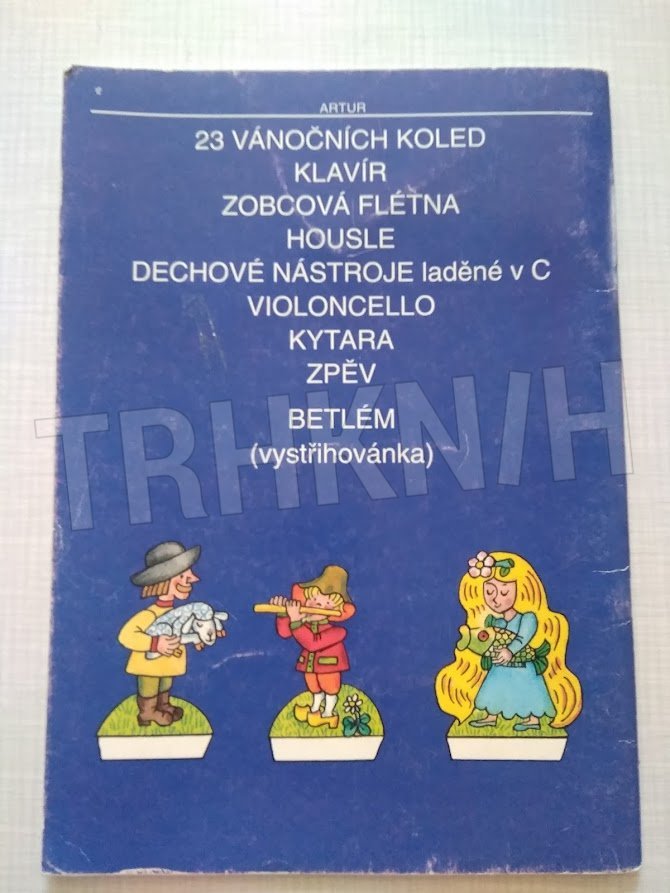 ARTUR
23 VÁNOČNÍCH KOLED
KLAVÍR
ZOBCOVÁ FLÉTNA
HOUSLE
DECHOVÉ NÁSTROJE laděné v C
VIOLONCELLO
KYTARA
ZPĚV
BETLÉM
(vystřihovánka)
TRHKNIH